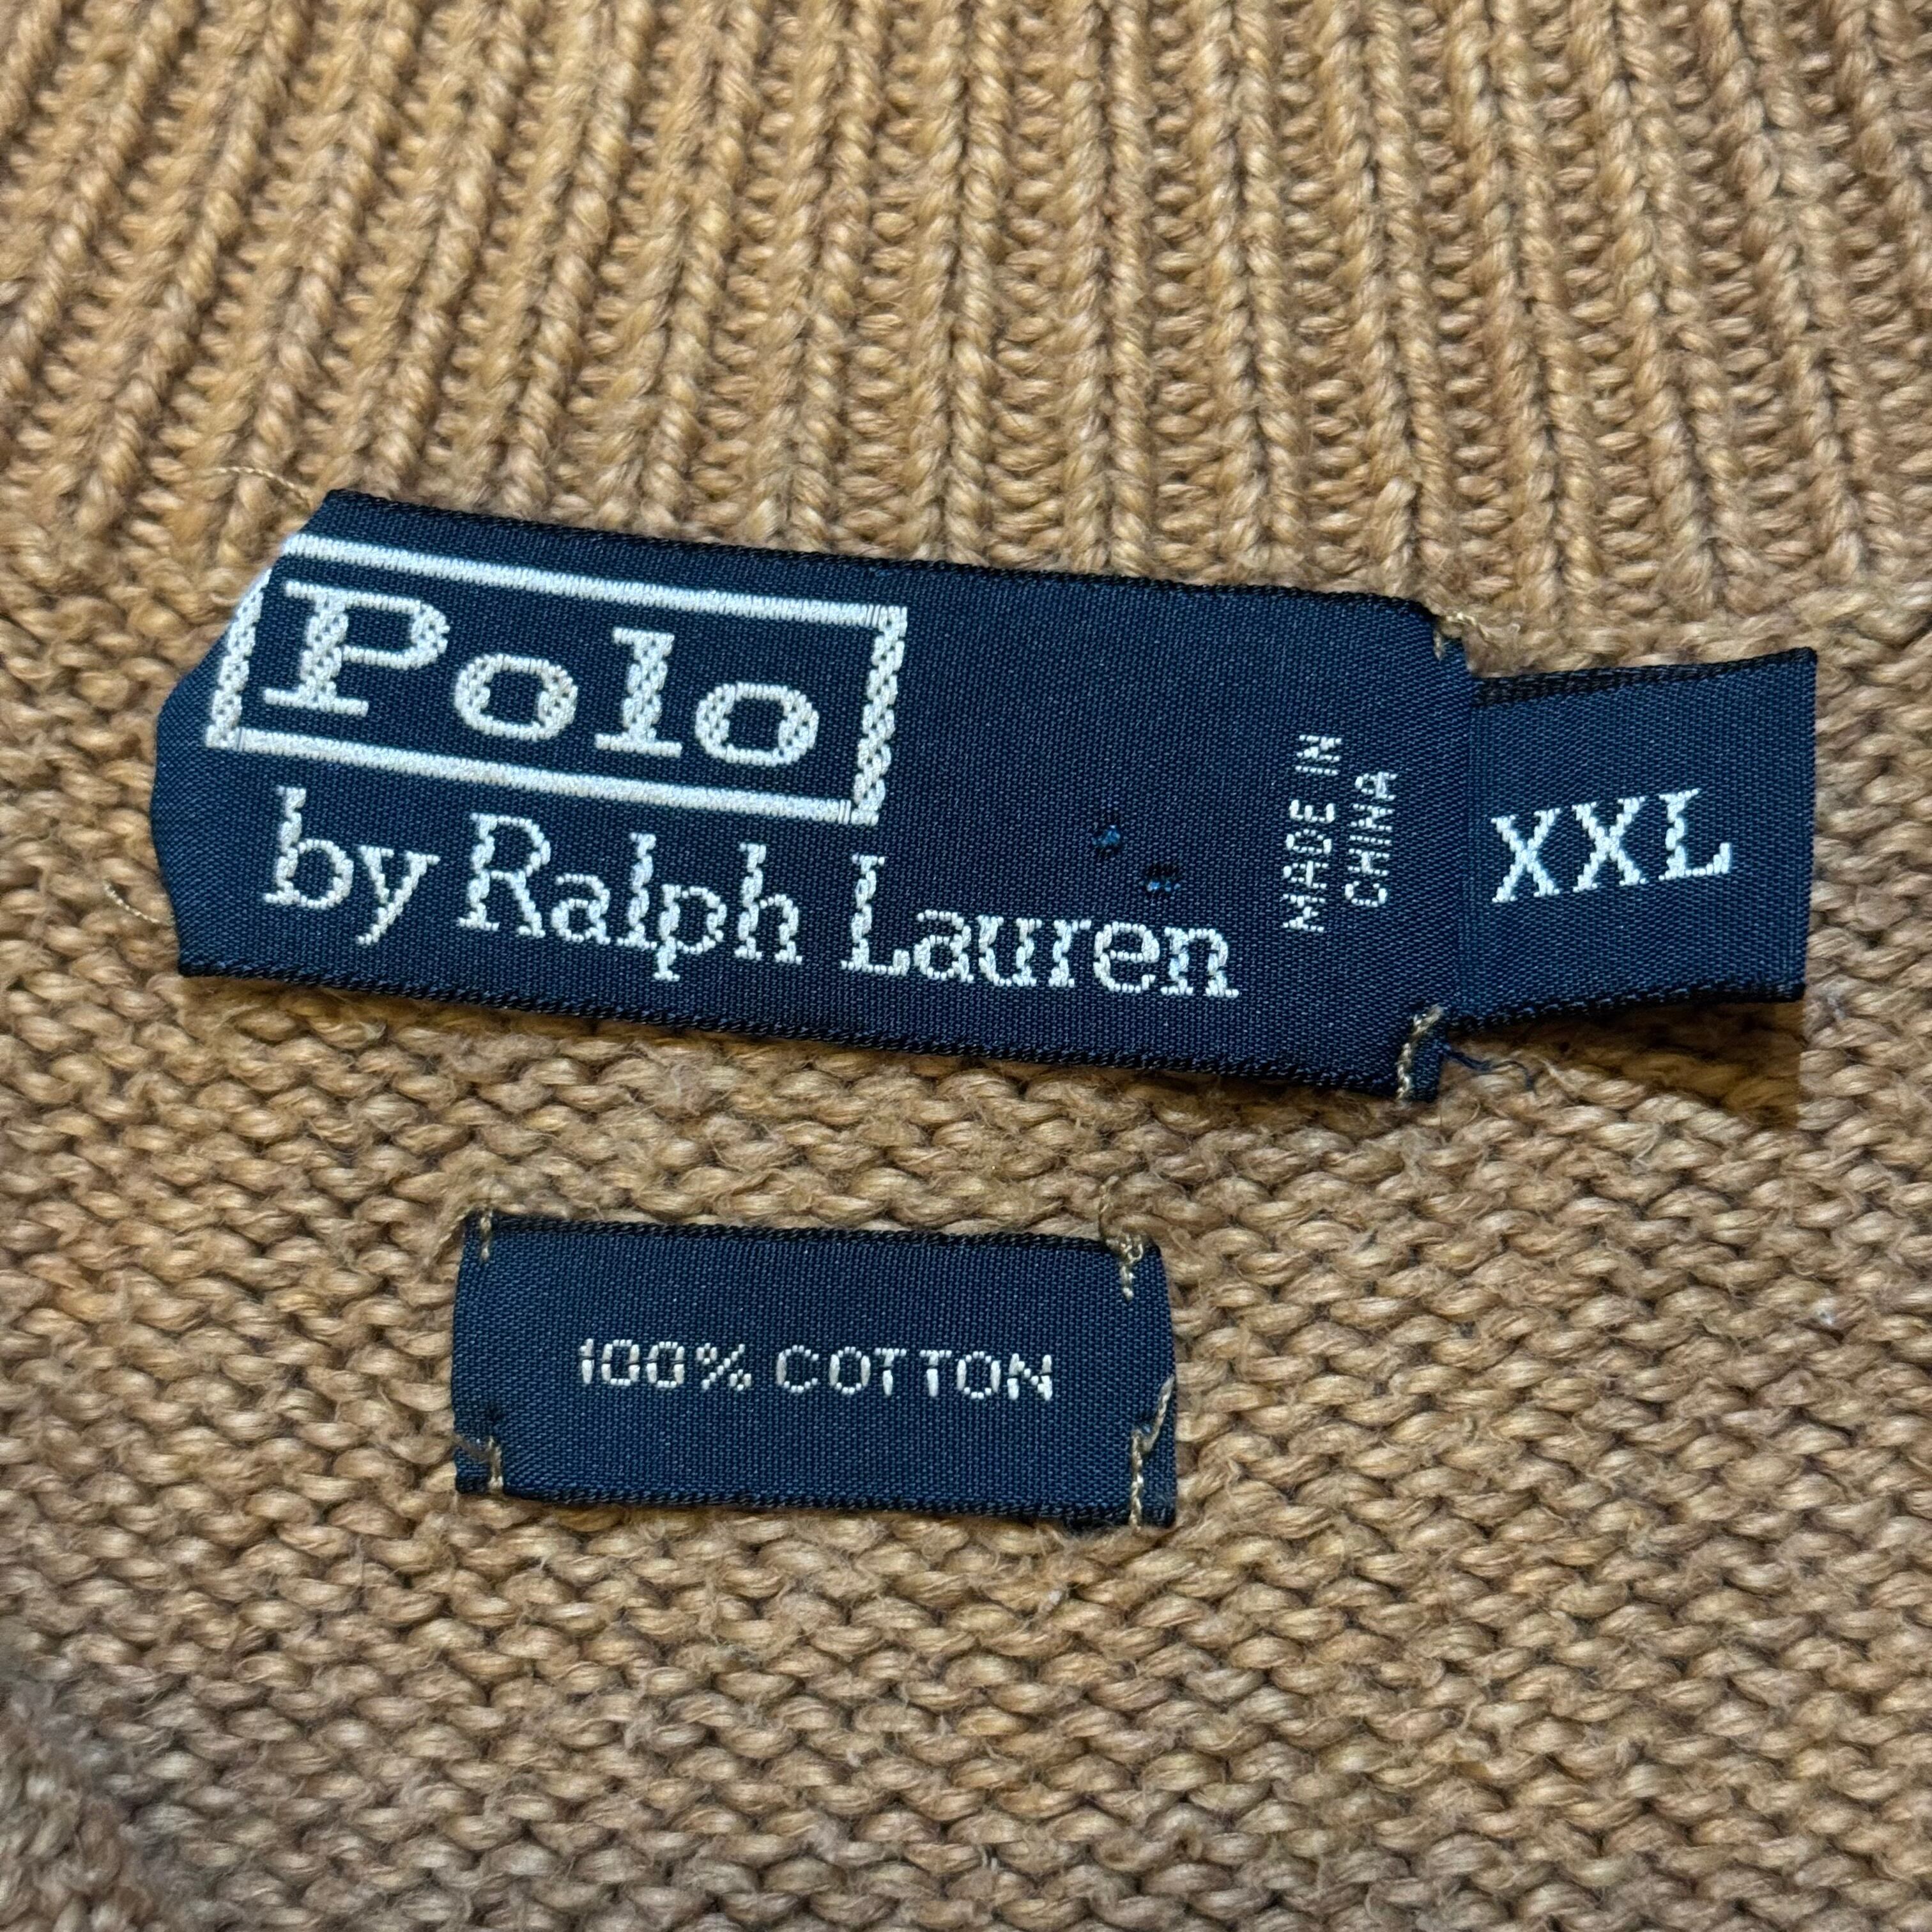 Polo
by Ralph Lauren
MADE IN
CHINA
XXL
100% COTTON